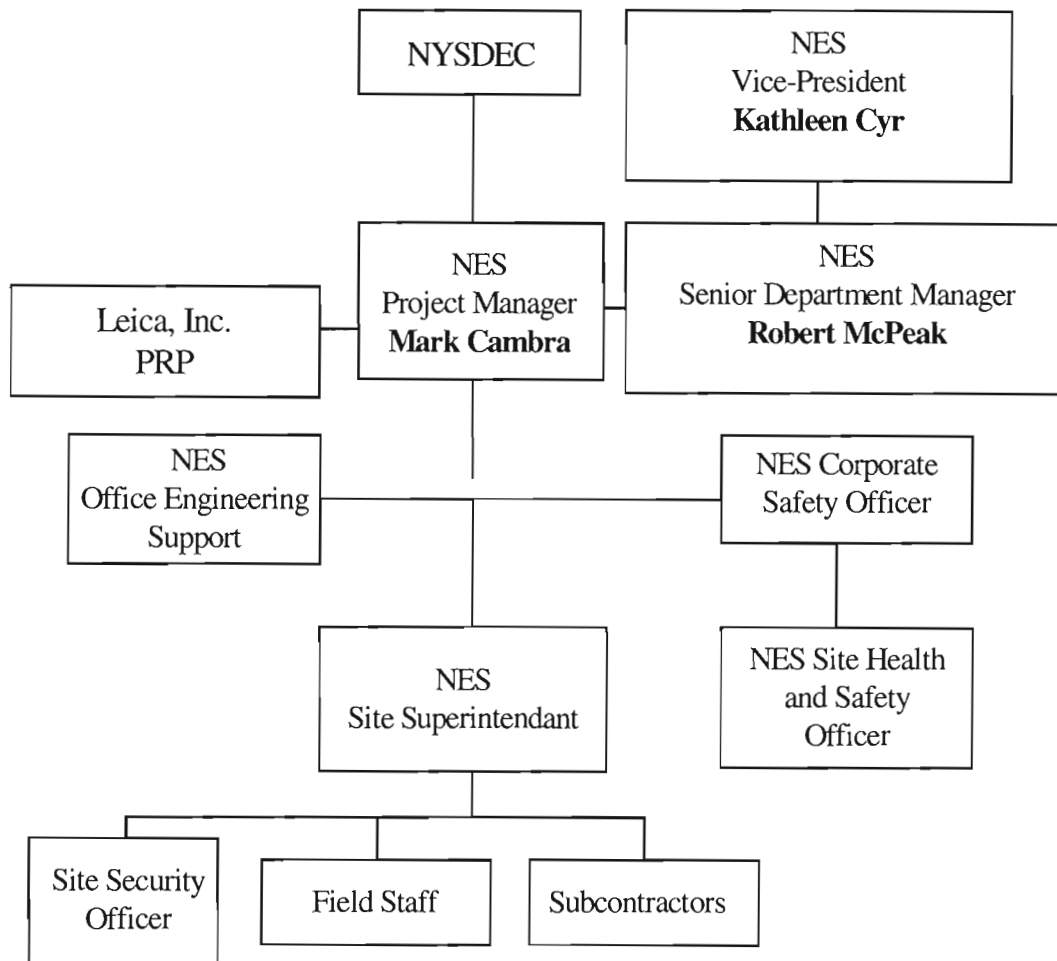 NYSDEC
NES
Vice-President
Kathleen Cyr
NES
Project Manager
Mark Cambra
NES
Senior Department Manager
Robert McPeak
Leica, Inc.
PRP
NES
Office Engineering
Support
NES Corporate
Safety Officer
NES
Site Superintendant
NES Site Health
and Safety
Officer
Site Security
Officer
Field Staff
Subcontractors